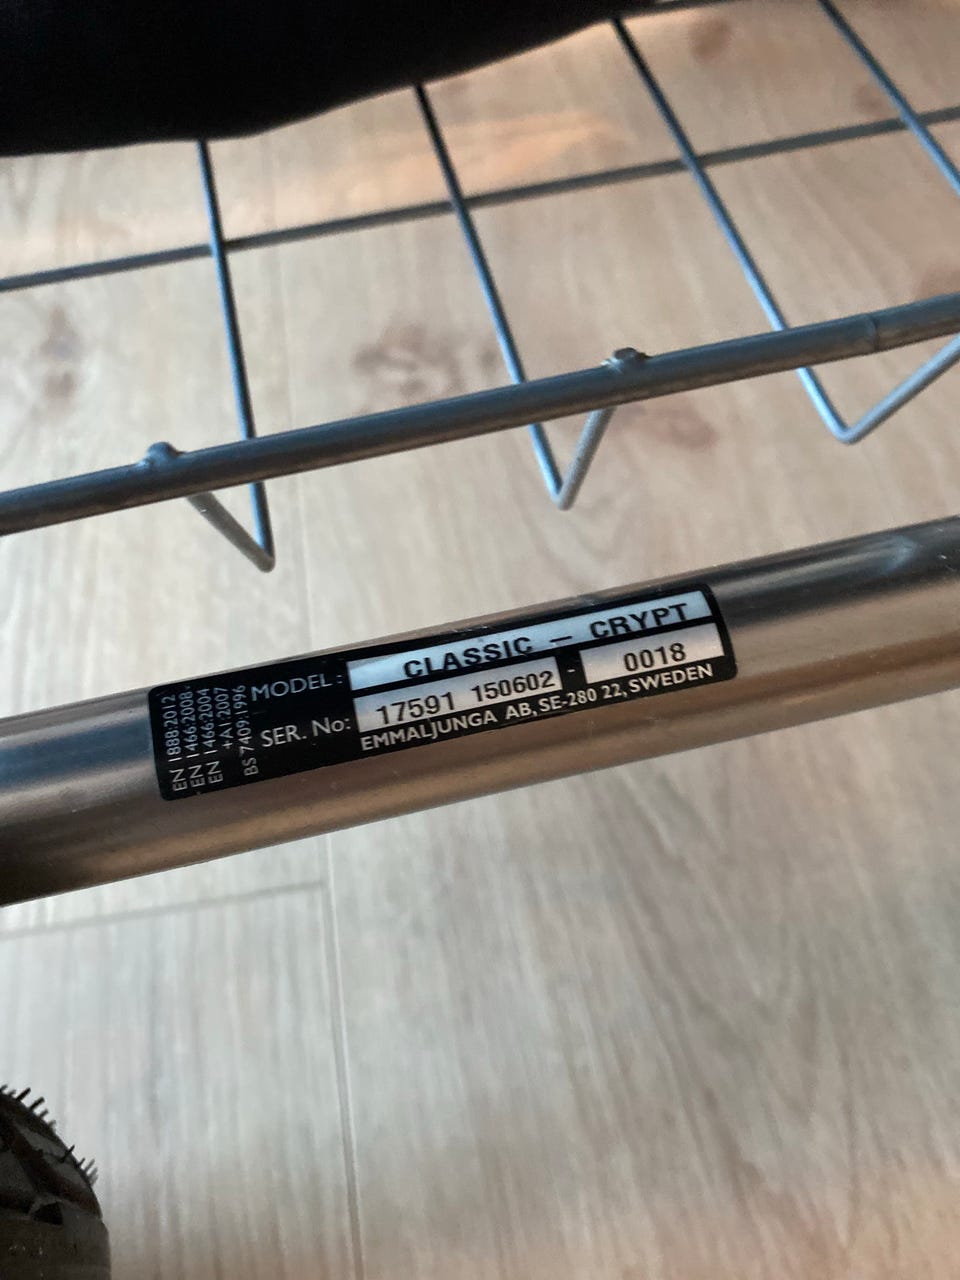 MODEL: CLASSIC – CRYPT
SER. No: 17591 150602 - 0018
EMMALJUNGA AB, SE-280 22, SWEDEN
EN 1888:2012
EN 1466:2008
EN 1466:2004
+A1:2007
BS 7409:1996